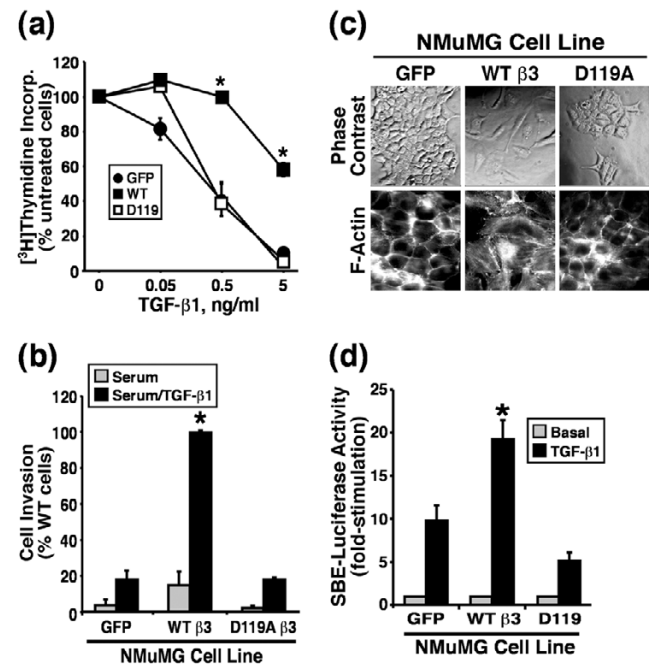 (a)
120
100
80
60
40
20
0
[³H]Thymidine Incorp.
(% untreated cells)
GFP
WT
D119
*
*
0 0.05 0.5 5
TGF-β1, ng/ml
(c)
NMuMG Cell Line
GFP WT β3 D119A
Phase
Contrast
F-Actin
(b)
Serum
Serum/TGF-β1
120
100
80
60
40
20
0
Cell Invasion
(% WT cells)
*
GFP WT β3 D119A β3
NMuMG Cell Line
(d)
25
20
15
10
5
0
SBE-Luciferase Activity
(fold-stimulation)
*
Basal
TGF-β1
GFP WT β3 D119
NMuMG Cell Line